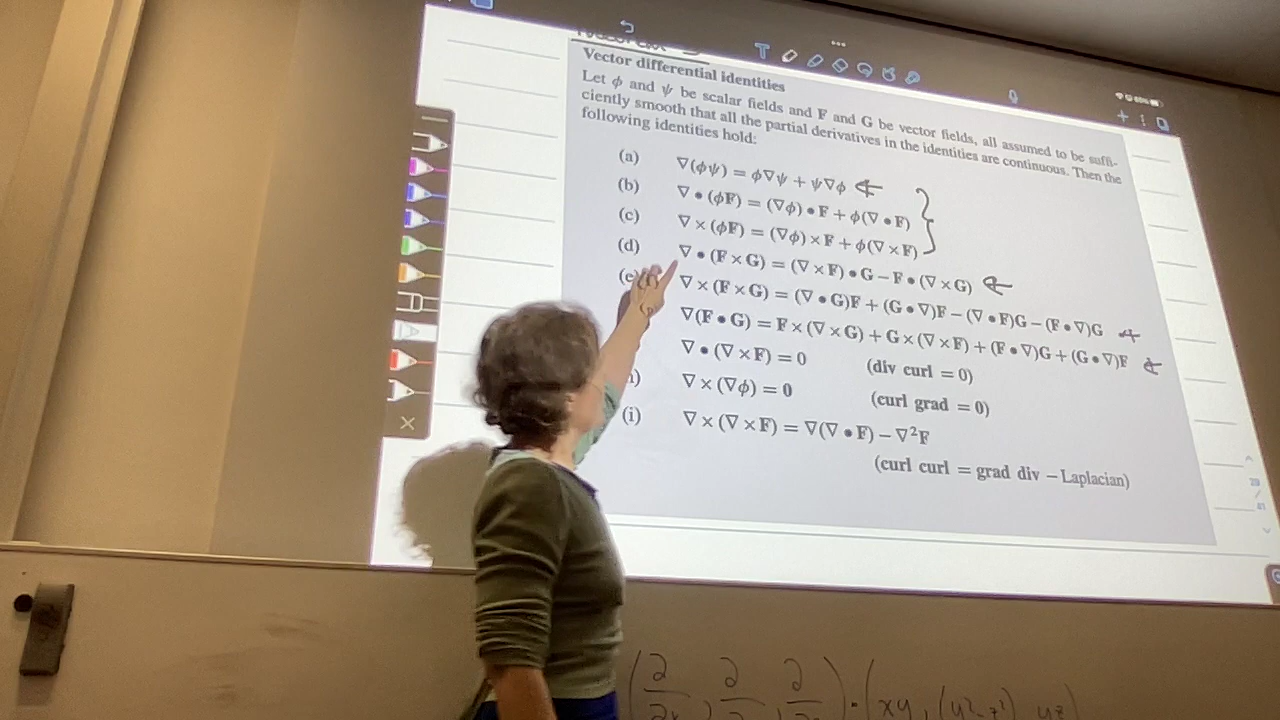 Vector differential identities
Let ϕ and ψ be scalar fields and F and G be vector fields, all assumed to be suffi-
ciently smooth that all the partial derivatives in the identities are continuous. Then the
following identities hold:
(a) ∇(ϕψ) = ϕ∇ψ + ψ∇ϕ
(b) ∇ • (ϕF) = (∇ϕ) • F + ϕ(∇ • F)
(c) ∇ × (ϕF) = (∇ϕ) × F + ϕ(∇ × F)
(d) ∇ • (F × G) = (∇ × F) • G − F • (∇ × G)
(e) ∇ × (F × G) = (∇ • G)F + (G • ∇)F − (∇ • F)G − (F • ∇)G
∇(F • G) = F × (∇ × G) + G × (∇ × F) + (F • ∇)G + (G • ∇)F
∇ • (∇ × F) = 0 (div curl = 0)
∇ × (∇ϕ) = 0 (curl grad = 0)
(i) ∇ × (∇ × F) = ∇(∇ • F) − ∇²F
(curl curl = grad div − Laplacian)